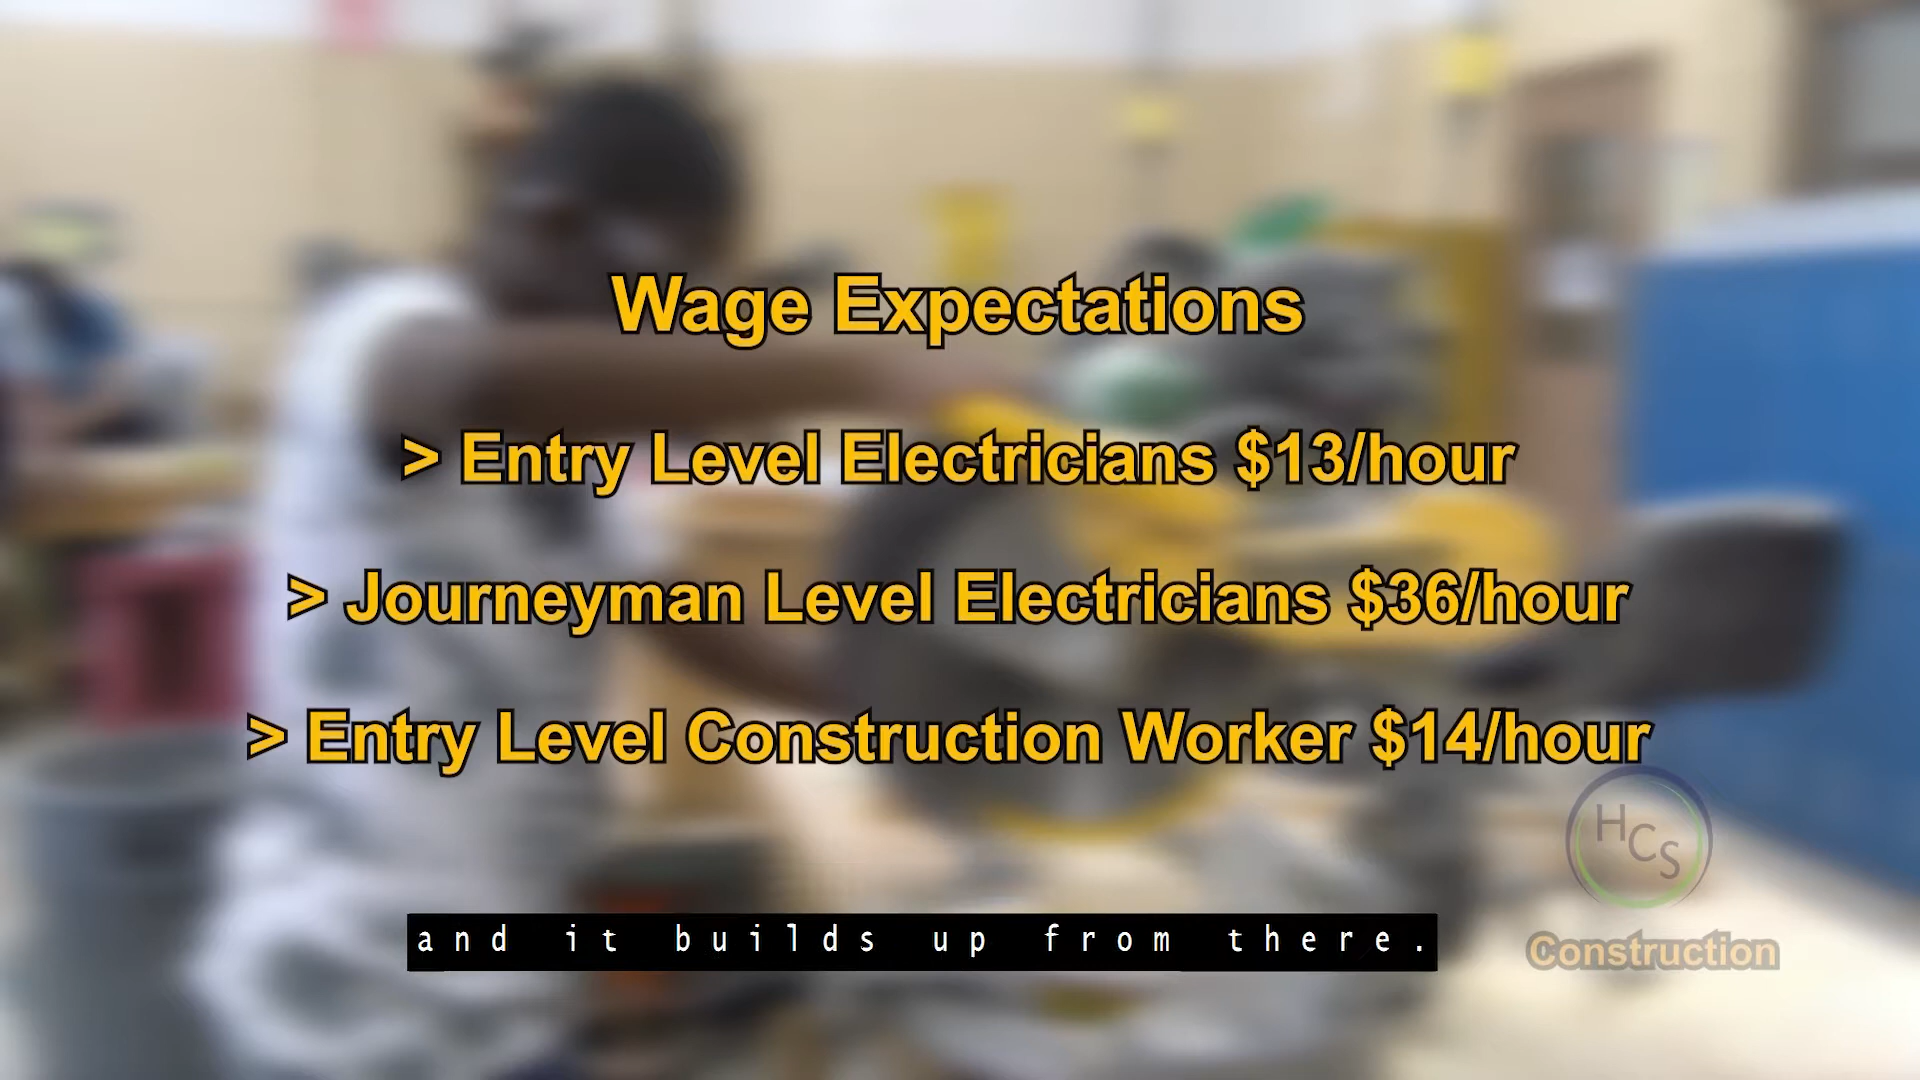 Wage Expectations
> Entry Level Electricians $13/hour
> Journeyman Level Electricians $36/hour
> Entry Level Construction Worker $14/hour
HCS
Construction
and it builds up from there.